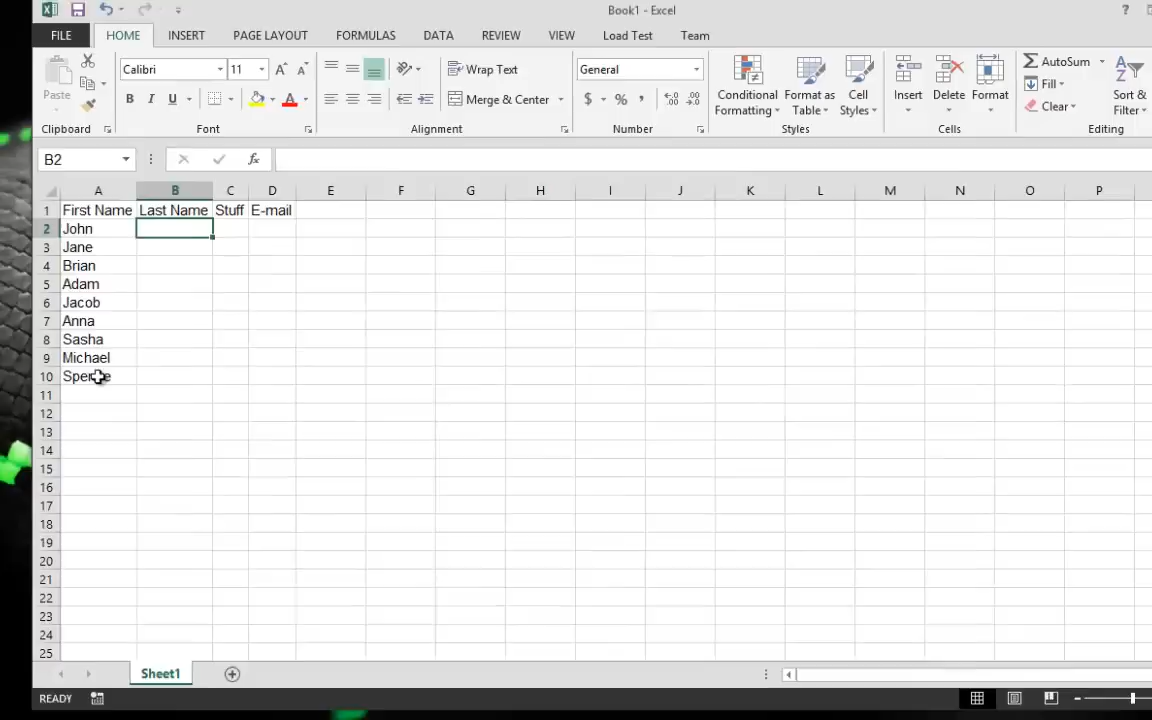 Book1 - Excel
?
FILE HOME INSERT PAGE LAYOUT FORMULAS DATA REVIEW VIEW Load Test Team
Calibri 11 Wrap Text General AutoSum
Paste B I U Merge & Center $ % , Conditional Formatting Format as Table Cell Styles Insert Delete Format Fill Clear Sort & Filter
Clipboard Font Alignment Number Styles Cells Editing
B2 fx
A B C D E F G H I J K L M N O P
1 First Name Last Name Stuff E-mail
2 John
3 Jane
4 Brian
5 Adam
6 Jacob
7 Anna
8 Sasha
9 Michael
10
11
12
13
14
15
16
17
18
19
20
21
22
23
24
25
Sheet1
READY